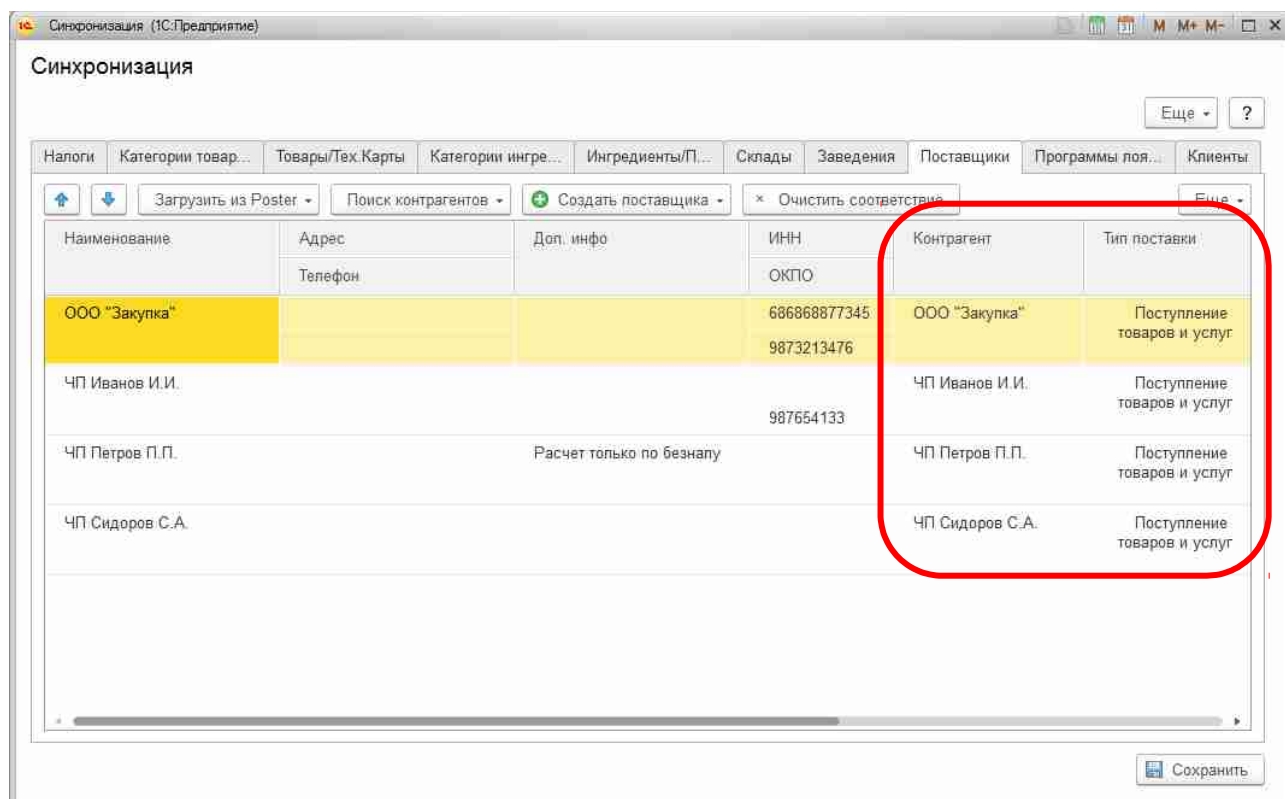 1С Синхронизация (1С:Предприятие) 31 M M+ M-
Синхронизация
Еще ?
Налоги Категории товар... Товары/Тех.Карты Категории ингре... Ингредиенты/П... Склады Заведения Поставщики Программы лоя... Клиенты
Загрузить из Poster Поиск контрагентов Создать поставщика × Очистить соответствие Еще
Наименование Адрес Доп. инфо ИНН Контрагент Тип поставки
Телефон ОКПО
ООО "Закупка" 686868877345 ООО "Закупка" Поступление
товаров и услуг
9873213476
ЧП Иванов И.И. ЧП Иванов И.И. Поступление
товаров и услуг
987654133
ЧП Петров П.П. Расчет только по безналу ЧП Петров П.П. Поступление
товаров и услуг
ЧП Сидоров С.А. ЧП Сидоров С.А. Поступление
товаров и услуг
Сохранить